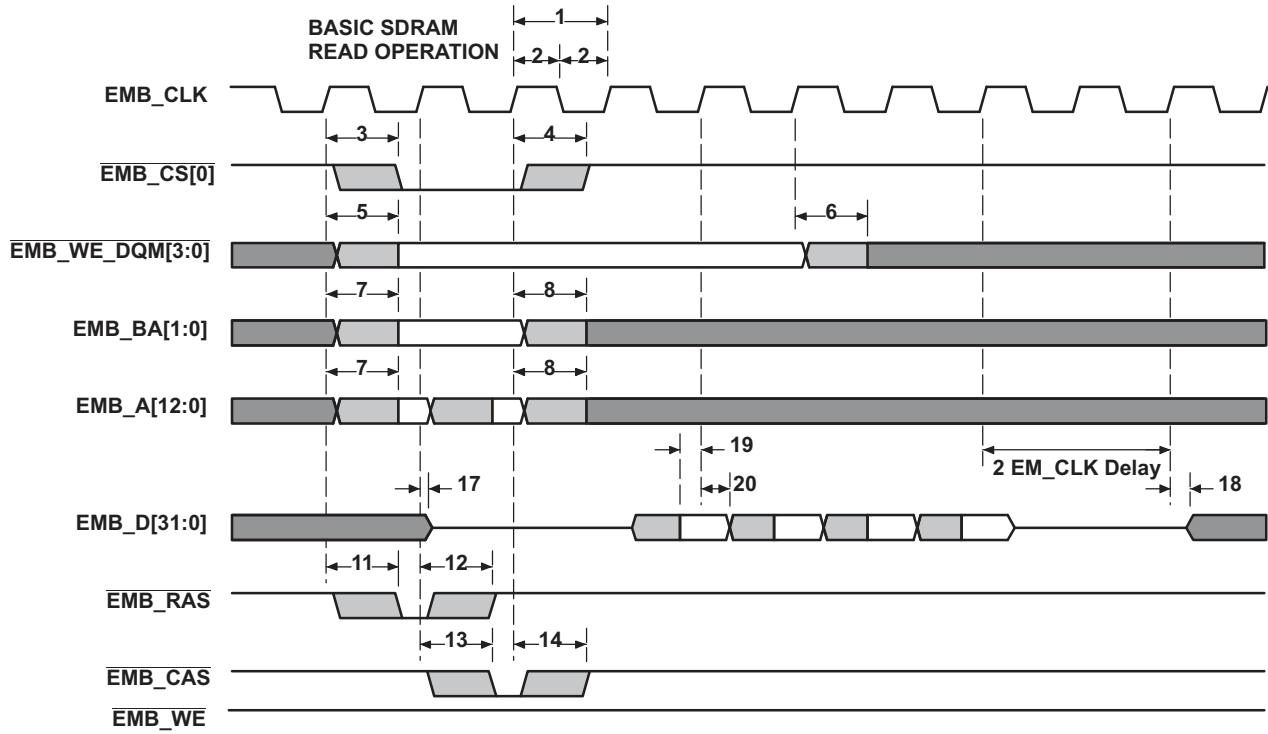 BASIC SDRAM
READ OPERATION
1
2 2
EMB_CLK
3 4
EMB_CS[0]
5 6
EMB_WE_DQM[3:0]
7 8
EMB_BA[1:0]
7 8
EMB_A[12:0]
19
2 EM_CLK Delay
17 20 18
EMB_D[31:0]
11 12
EMB_RAS
13 14
EMB_CAS
EMB_WE